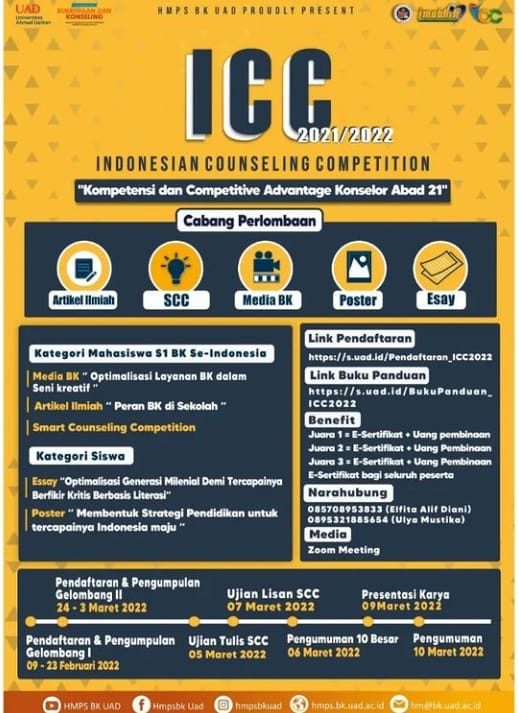 UAD
Universitas
Ahmad Dahlan
BIMBINGAN DAN
KONSELING
HMPS BK UAD PROUDLY PRESENT
imabkin
ICC
2021/2022
INDONESIAN COUNSELING COMPETITION
"Kompetensi dan Competitive Advantage Konselor Abad 21"
Cabang Perlombaan
Artikel Ilmiah
SCC
Media BK
Poster
Esay
Kategori Mahasiswa S1 BK Se-Indonesia
Media BK " Optimalisasi Layanan BK dalam
Seni kreatif "
Artikel Ilmiah " Peran BK di Sekolah "
Smart Counseling Competition
Kategori Siswa
Essay "Optimalisasi Generasi Milenial Demi Tercapainya
Berfikir Kritis Berbasis Literasi"
Poster " Membentuk Strategi Pendidikan untuk
tercapainya Indonesia maju "
Link Pendaftaran
https://s.uad.id/Pendaftaran_ICC2022
Link Buku Panduan
https://s.uad.id/BukuPanduan_
ICC2022
Benefit
Juara 1 = E-Sertifikat + Uang pembinaan
Juara 2 = E-Sertifikat + Uang Pembinaan
Juara 3 = E-Sertifikat + Uang Pembinaan
E-Sertifikat bagi seluruh peserta
Narahubung
085708953833 (Eifita Alif Diani)
0895321885654 (Ulya Mustika)
Media
Zoom Meeting
Pendaftaran & Pengumpulan
Gelombang II
24 - 3 Maret 2022
Ujian Lisan SCC
07 Maret 2022
Presentasi Karya
09Maret 2022
Pendaftaran & Pengumpulan
Gelombang I
09 - 23 Februari 2022
Ujian Tulis SCC
05 Maret 2022
Pengumuman 10 Besar
06 Maret 2022
Pengumuman
10 Maret 2022
HMPS BK UAD
Hmpsbk Uad
hmpsbkuad
hmps.bk.uad.ac.id
hm@bk.uad.ac.id